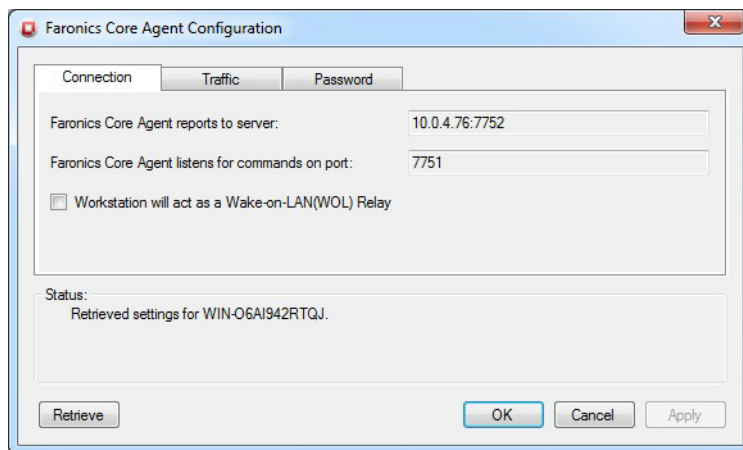 Faronics Core Agent Configuration
Connection Traffic Password
Faronics Core Agent reports to server: 10.0.4.76:7752
Faronics Core Agent listens for commands on port: 7751
Workstation will act as a Wake-on-LAN(WOL) Relay
Status:
Retrieved settings for WIN-O6AI942RTQJ.
Retrieve OK Cancel Apply